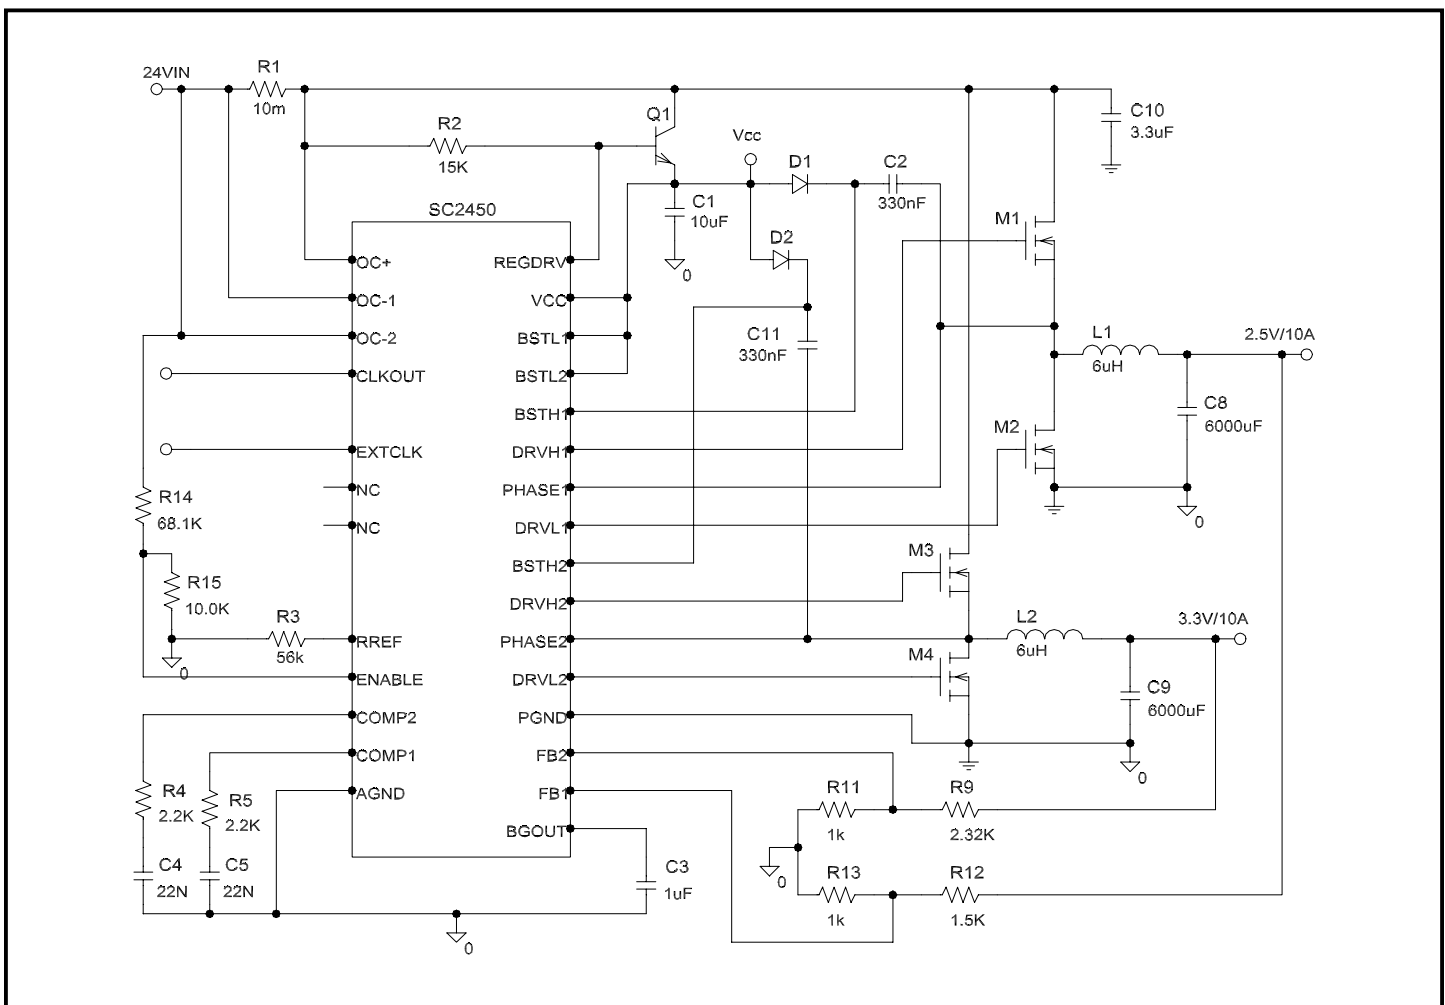 24VIN
R1
10m
R2
15K
Q1
Vcc
D1
C2
330nF
C10
3.3uF
SC2450
C1
10uF
0
D2
M1
OC+
OC-1
OC-2
CLKOUT
EXTCLK
NC
NC
RREF
ENABLE
COMP2
COMP1
AGND
REGDRV
VCC
BSTL1
BSTL2
BSTH1
DRVH1
PHASE1
DRVL1
BSTH2
DRVH2
PHASE2
DRVL2
PGND
FB2
FB1
BGOUT
C11
330nF
L1
6uH
2.5V/10A
M2
C8
6000uF
0
R14
68.1K
R15
10.0K
R3
56k
0
M3
L2
6uH
3.3V/10A
M4
C9
6000uF
0
R4
2.2K
R5
2.2K
C4
22N
C5
22N
C3
1uF
0
R11
1k
R9
2.32K
0
R13
1k
R12
1.5K